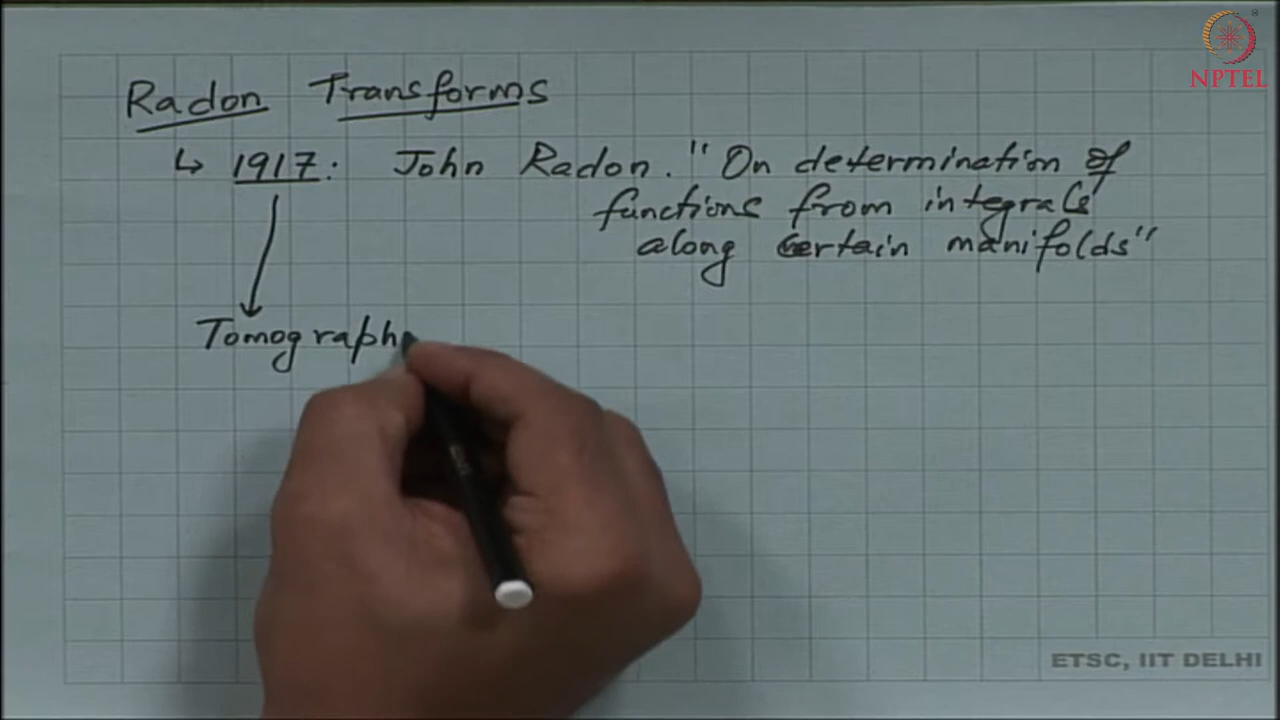 NPTEL
Radon Transforms
↳ 1917: John Radon. "On determination of
functions from integrals
along certain manifolds"
Tomograph
ETSC, IIT DELHI